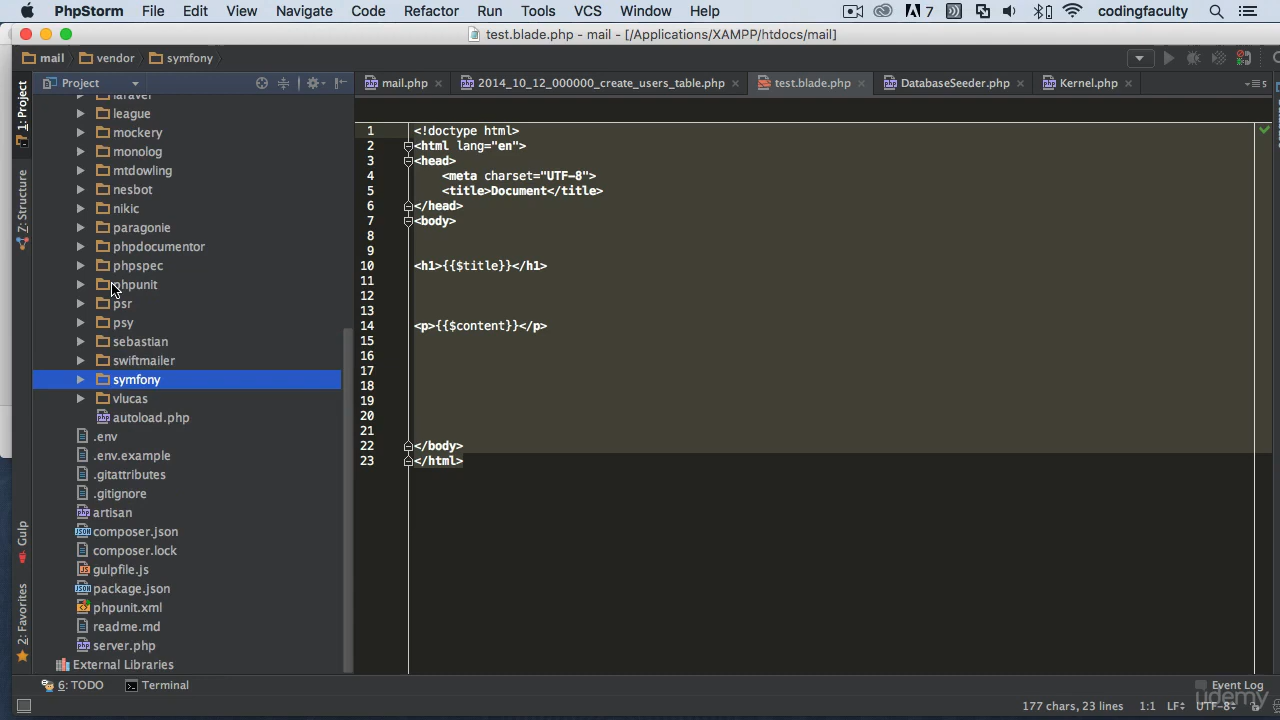 PhpStorm File Edit View Navigate Code Refactor Run Tools VCS Window Help 7 codingfaculty
test.blade.php - mail - [/Applications/XAMPP/htdocs/mail]
mail vendor symfony
Project
mail.php 2014_10_12_000000_create_users_table.php test.blade.php DatabaseSeeder.php Kernel.php
1: Project
Z: Structure
Gulp
2: Favorites
laravel
league
mockery
monolog
mtdowling
nesbot
nikic
paragonie
phpdocumentor
phpspec
phpunit
psr
psy
sebastian
swiftmailer
symfony
vlucas
autoload.php
.env
.env.example
.gitattributes
.gitignore
artisan
composer.json
composer.lock
gulpfile.js
package.json
phpunit.xml
readme.md
server.php
External Libraries
1 <!doctype html>
2 <html lang="en">
3 <head>
4 <meta charset="UTF-8">
5 <title>Document</title>
6 </head>
7 <body>
8
9
10 <h1>{{$title}}</h1>
11
12
13
14 <p>{{$content}}</p>
15
16
17
18
19
20
21
22 </body>
23 </html>
6: TODO Terminal Event Log
177 chars, 23 lines 1:1 LF UTF-8
udemy